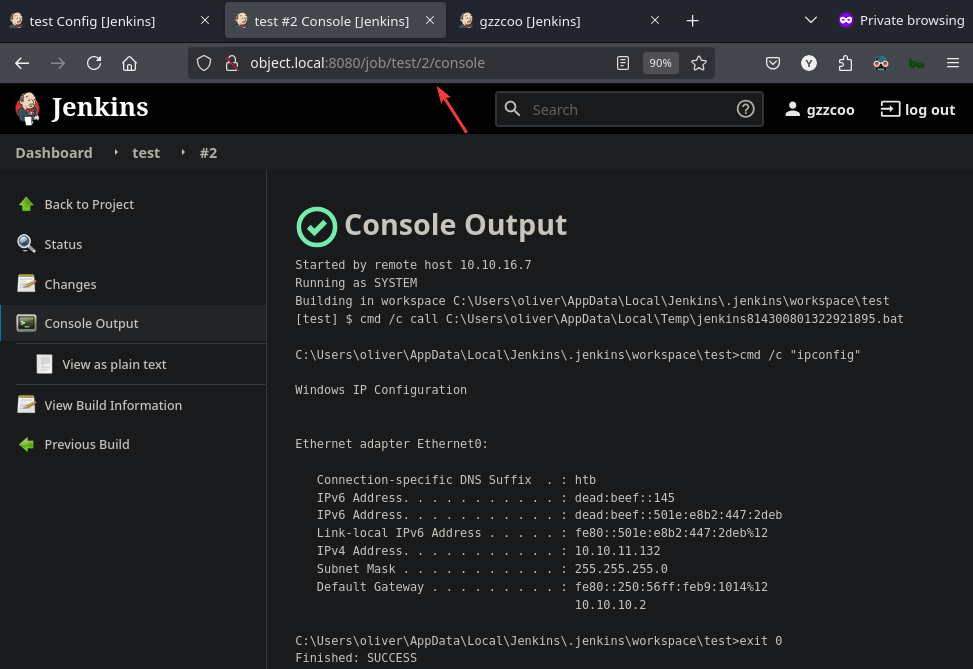 test Config [Jenkins]
test #2 Console [Jenkins]
gzzcoo [Jenkins]
Private browsing
object.local:8080/job/test/2/console
90%
Y
bw
Jenkins
Search
gzzcoo
log out
Dashboard
test
#2
Back to Project
Status
Changes
Console Output
View as plain text
View Build Information
Previous Build
Console Output
Started by remote host 10.10.16.7
Running as SYSTEM
Building in workspace C:\Users\oliver\AppData\Local\Jenkins\.jenkins\workspace\test
[test] $ cmd /c call C:\Users\oliver\AppData\Local\Temp\jenkins814300801322921895.bat
C:\Users\oliver\AppData\Local\Jenkins\.jenkins\workspace\test>cmd /c "ipconfig"
Windows IP Configuration
Ethernet adapter Ethernet0:
Connection-specific DNS Suffix  . : htb
IPv6 Address. . . . . . . . . . . : dead:beef::145
IPv6 Address. . . . . . . . . . . : dead:beef::501e:e8b2:447:2deb
Link-local IPv6 Address . . . . . : fe80::501e:e8b2:447:2deb%12
IPv4 Address. . . . . . . . . . . : 10.10.11.132
Subnet Mask . . . . . . . . . . . : 255.255.255.0
Default Gateway . . . . . . . . . : fe80::250:56ff:feb9:1014%12
10.10.10.2
C:\Users\oliver\AppData\Local\Jenkins\.jenkins\workspace\test>exit 0
Finished: SUCCESS